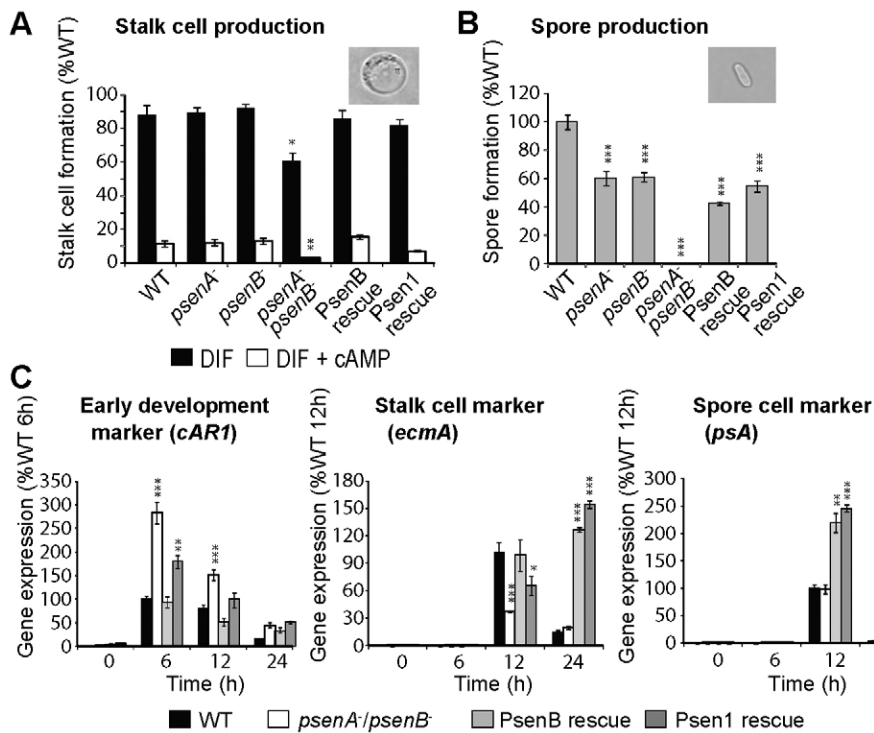 A Stalk cell production
Stalk cell formation (%WT)
100
80
60
40
20
0
*
**
WT
psenA-
psenB-
psenA-
psenB-
PsenB
rescue
Psen1
rescue
DIF DIF + cAMP
B Spore production
Spore formation (%WT)
120
100
80
60
40
20
0
***
***
***
***
***
WT
psenA-
psenB-
psenA-
psenB-
PsenB
rescue
Psen1
rescue
C
Early development
marker (cAR1)
Gene expression (%WT 6h)
350
300
250
200
150
100
50
0
***
**
***
0 6 12 24
Time (h)
Stalk cell marker
(ecmA)
Gene expression (%WT 12h)
180
150
120
90
60
30
0
***
*
***
***
0 6 12 24
Time (h)
Spore cell marker
(psA)
Gene expression (%WT 12h)
350
300
250
200
150
100
50
0
**
***
0 6 12
Time (h)
WT psenA-/psenB- PsenB rescue Psen1 rescue